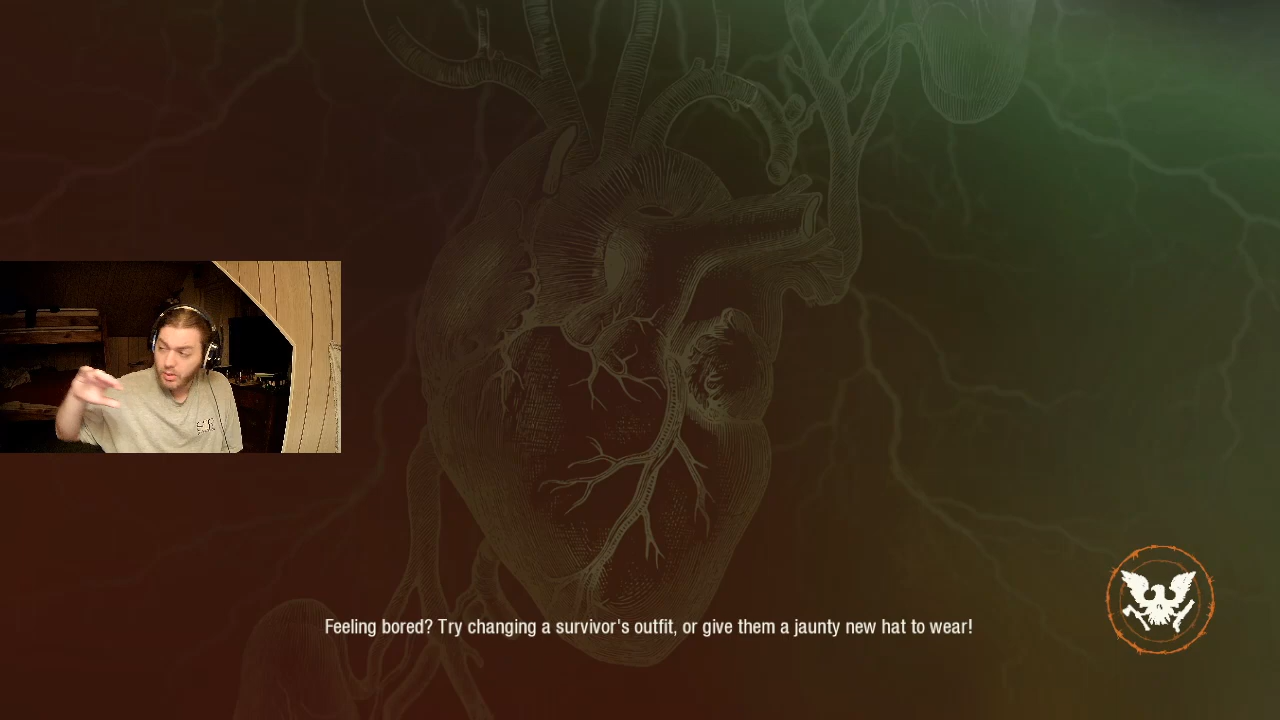 Feeling bored? Try changing a survivor's outfit, or give them a jaunty new hat to wear!